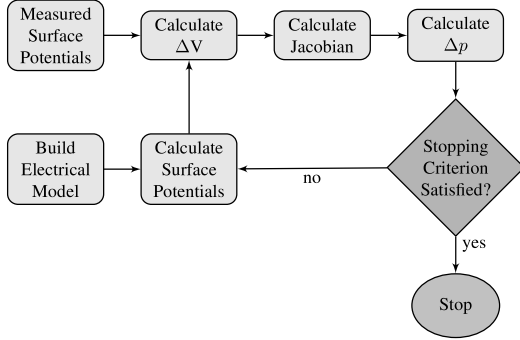 Measured
Surface
Potentials
Calculate
ΔV
Calculate
Jacobian
Calculate
Δp
Build
Electrical
Model
Calculate
Surface
Potentials
no
Stopping
Criterion
Satisfied?
yes
Stop